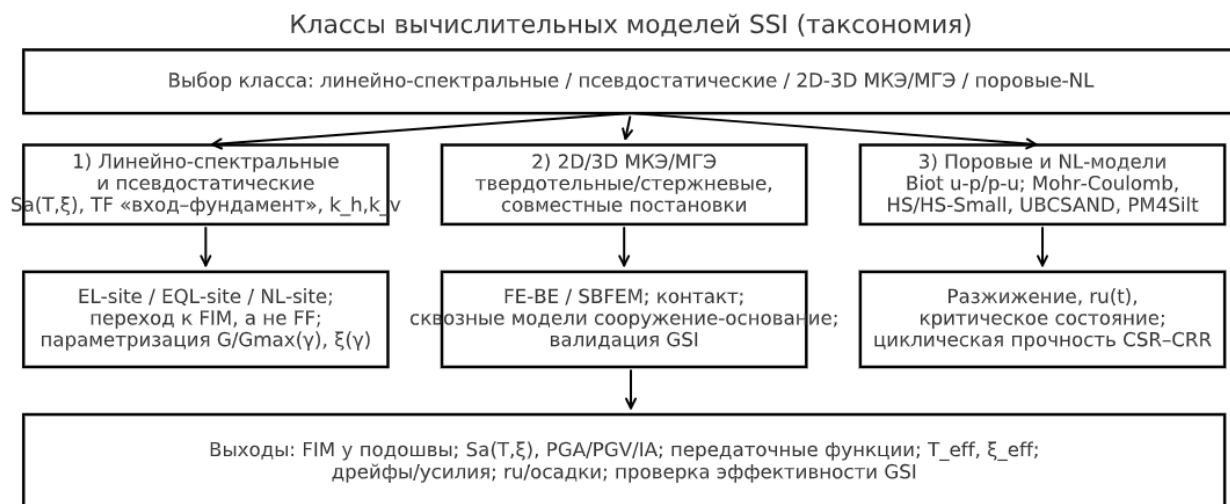 Классы вычислительных моделей SSI (таксономия)
Выбор класса: линейно-спектральные / псевдостатические / 2D-3D МКЭ/МГЭ / поровые-NL
1) Линейно-спектральные
и псевдостатические
Sa(T,ξ), TF «вход–фундамент», k_h,k_v
2) 2D/3D МКЭ/МГЭ
твердотельные/стержневые,
совместные постановки
3) Поровые и NL-модели
Biot u-p/p-u; Mohr-Coulomb,
HS/HS-Small, UBCSAND, PM4Silt
EL-site / EQL-site / NL-site;
переход к FIM, а не FF;
параметризация G/Gmax(γ), ξ(γ)
FE-BE / SBFEM; контакт;
сквозные модели сооружение-основание;
валидация GSI
Разжижение, ru(t),
критическое состояние;
циклическая прочность CSR–CRR
Выходы: FIM у подошвы; Sa(T,ξ), PGA/PGV/IA; передаточные функции; T_eff, ξ_eff;
дрейфы/усилия; ru/осадки; проверка эффективности GSI